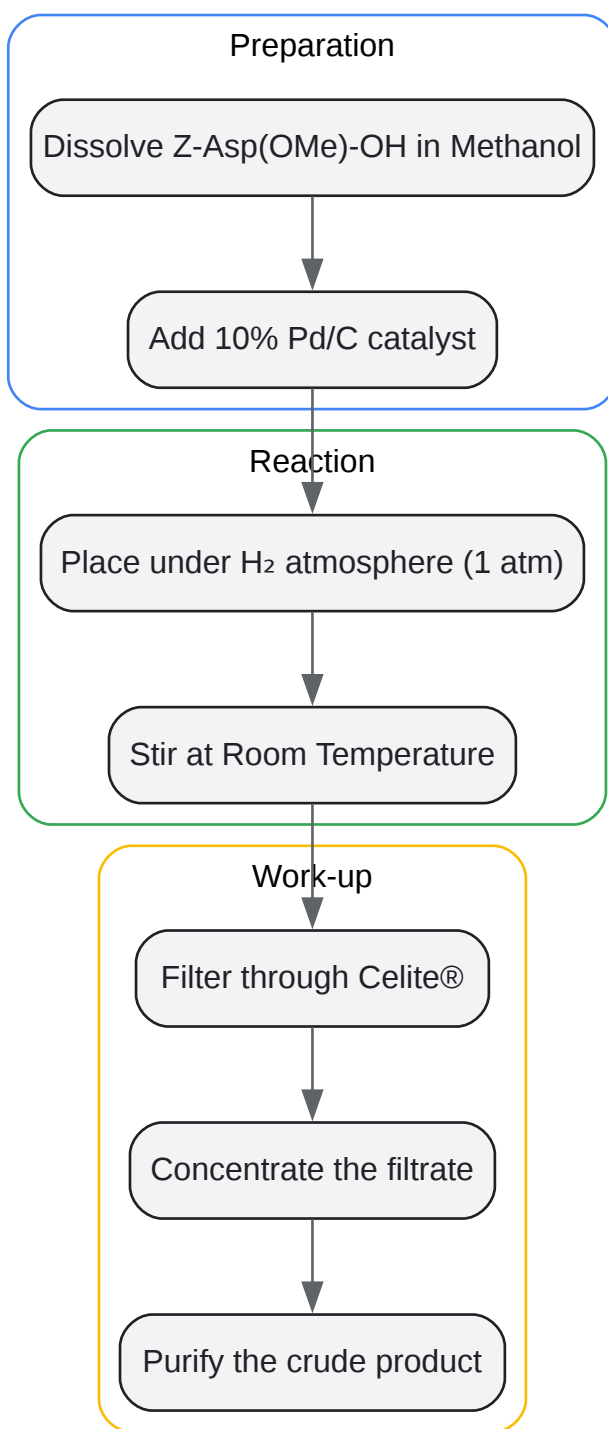 Preparation
Dissolve Z-Asp(OMe)-OH in Methanol
Add 10% Pd/C catalyst
Reaction
Place under H₂ atmosphere (1 atm)
Stir at Room Temperature
Work-up
Filter through Celite®
Concentrate the filtrate
Purify the crude product